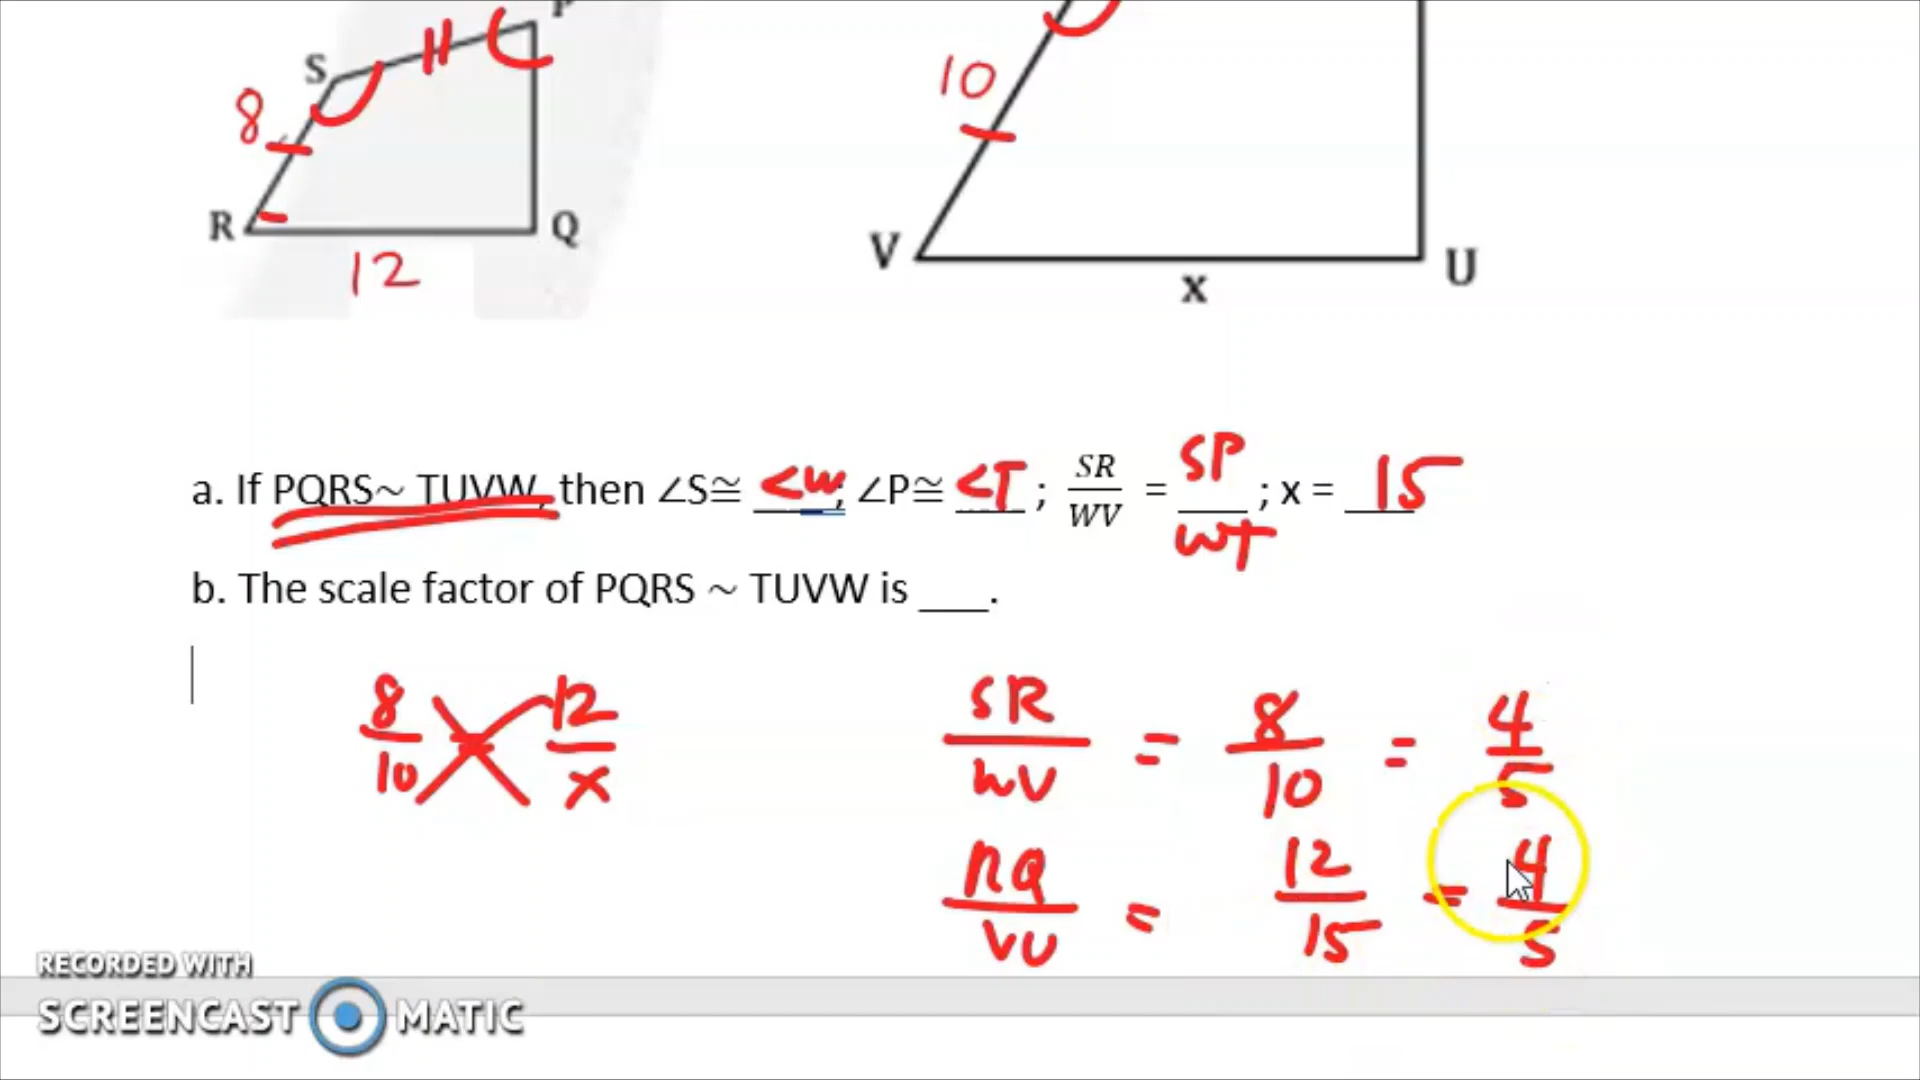 P
S
8
10
R
Q
12
V
U
x
a. If PQRS~ TUVW, then ∠S≅ <W; ∠P≅ <T ; SR/WV = SP/WT ; x = 15
b. The scale factor of PQRS ~ TUVW is ___.
8/10 = 12/x
SR/WV = 8/10 = 4/5
RQ/VU = 12/15 = 4/5
RECORDED WITH
SCREENCAST MATIC